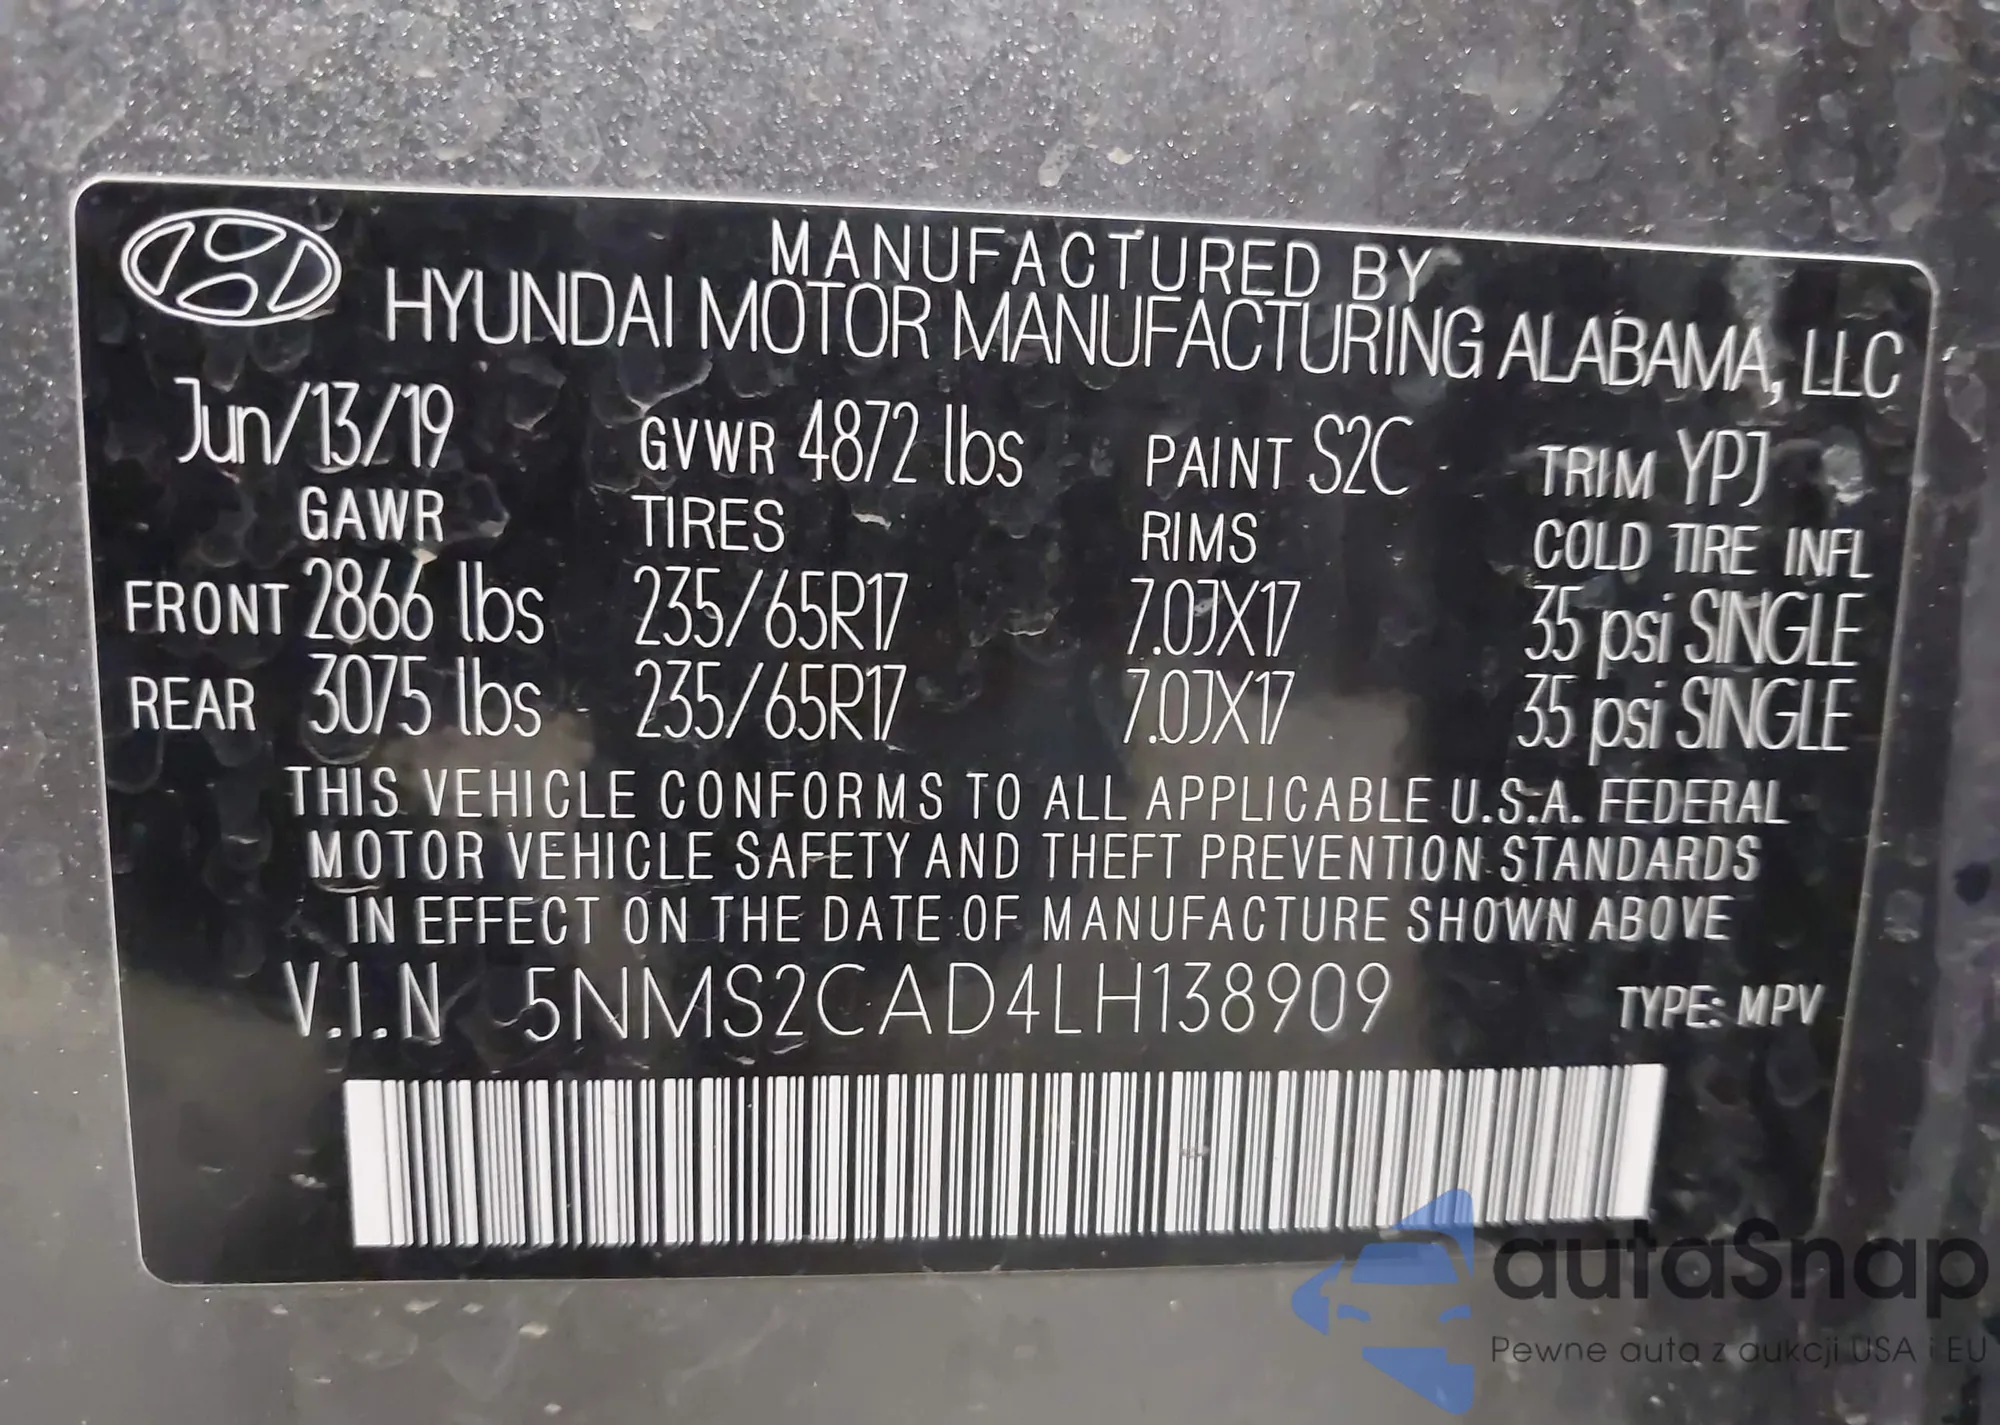 MANUFACTURED BY
HYUNDAI MOTOR MANUFACTURING ALABAMA, LLC
Jun/13/19 GVWR 4872 lbs PAINT S2C TRIM YPJ
GAWR TIRES RIMS COLD TIRE INFL
FRONT 2866 lbs 235/65R17 7.0JX17 35 psi SINGLE
REAR 3075 lbs 235/65R17 7.0JX17 35 psi SINGLE
THIS VEHICLE CONFORMS TO ALL APPLICABLE U.S.A. FEDERAL
MOTOR VEHICLE SAFETY AND THEFT PREVENTION STANDARDS
IN EFFECT ON THE DATE OF MANUFACTURE SHOWN ABOVE
V.I.N 5NMS2CAD4LH138909 TYPE: MPV
autaSnap
Pewne auta z aukcji USA i EU